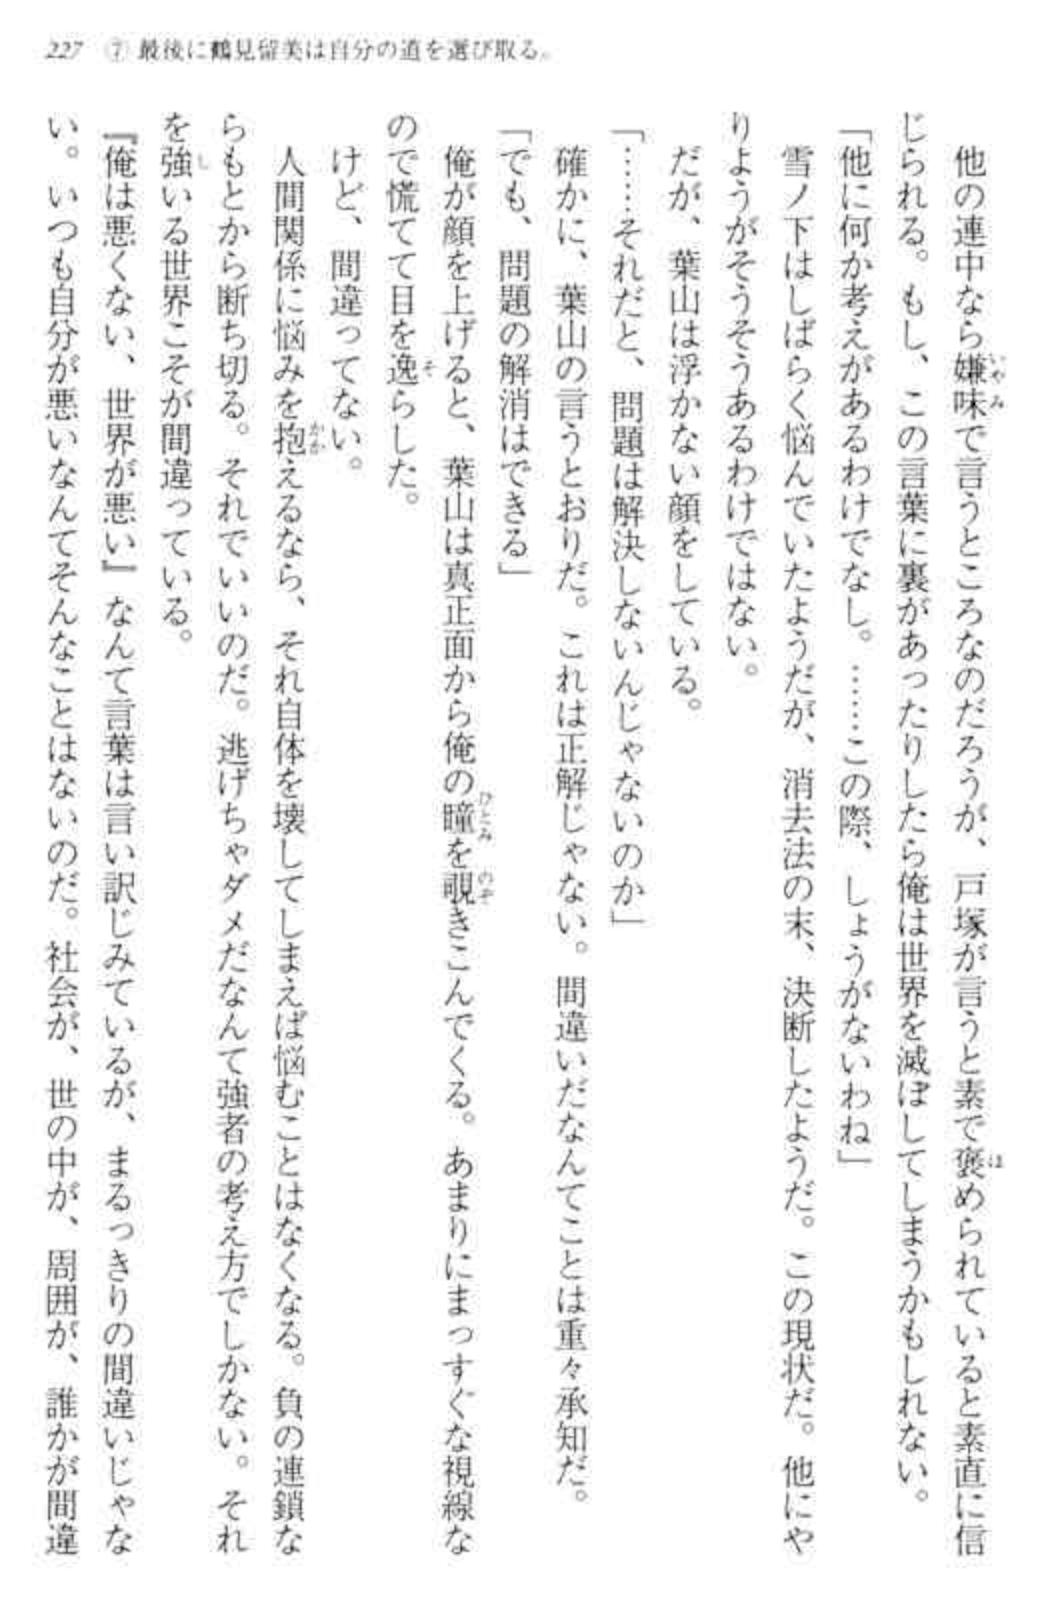 227 ⑦ 最後に鶴見留美は自分の道を選び取る。
他の連中なら嫌味で言うところなのだろうが、戸塚が言うと素で褒められていると素直に信
じられる。もし、この言葉に裏があったりしたら俺は世界を滅ぼしてしまうかもしれない。
「他に何か考えがあるわけでなし。……この際、しょうがないわね」
雪ノ下はしばらく悩んでいたようだが、消去法の末、決断したようだ。この現状だ。他にや
りようがそうそうあるわけではない。
だが、葉山は浮かない顔をしている。
「……それだと、問題は解決しないんじゃないのか」
確かに、葉山の言うとおりだ。これは正解じゃない。間違いだなんてことは重々承知だ。
「でも、問題の解消はできる」
俺が顔を上げると、葉山は真正面から俺の瞳を覗きこんでくる。あまりにまっすぐな視線な
ので慌てて目を逸らした。
けど、間違ってない。
人間関係に悩みを抱えるなら、それ自体を壊してしまえば悩むことはなくなる。負の連鎖な
らもとから断ち切る。それでいいのだ。逃げちゃダメだなんて強者の考え方でしかない。それ
を強いる世界こそが間違っている。
『俺は悪くない、世界が悪い』なんて言葉は言い訳じみているが、まるっきりの間違いじゃな
い。いつも自分が悪いなんてそんなことはないのだ。社会が、世の中が、周囲が、誰かが間違